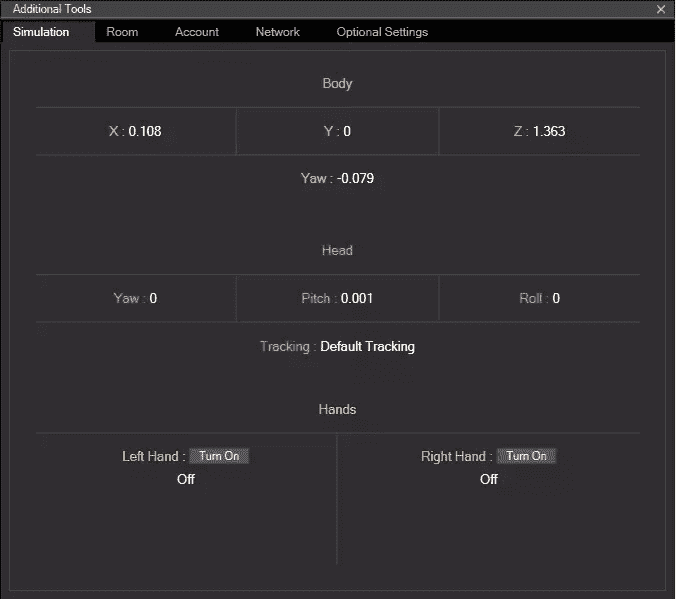 Additional Tools
Simulation Room Account Network Optional Settings
Body
X : 0.108 Y : 0 Z : 1.363
Yaw : -0.079
Head
Yaw : 0 Pitch : 0.001 Roll : 0
Tracking : Default Tracking
Hands
Left Hand : Turn On Right Hand : Turn On
Off Off